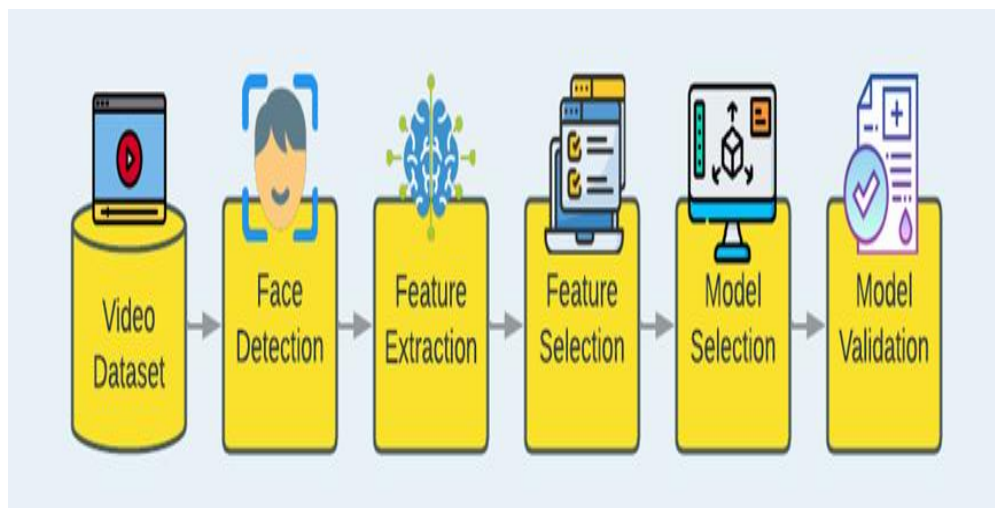 Video
Dataset
Face
Detection
Feature
Extraction
Feature
Selection
Model
Selection
Model
Validation